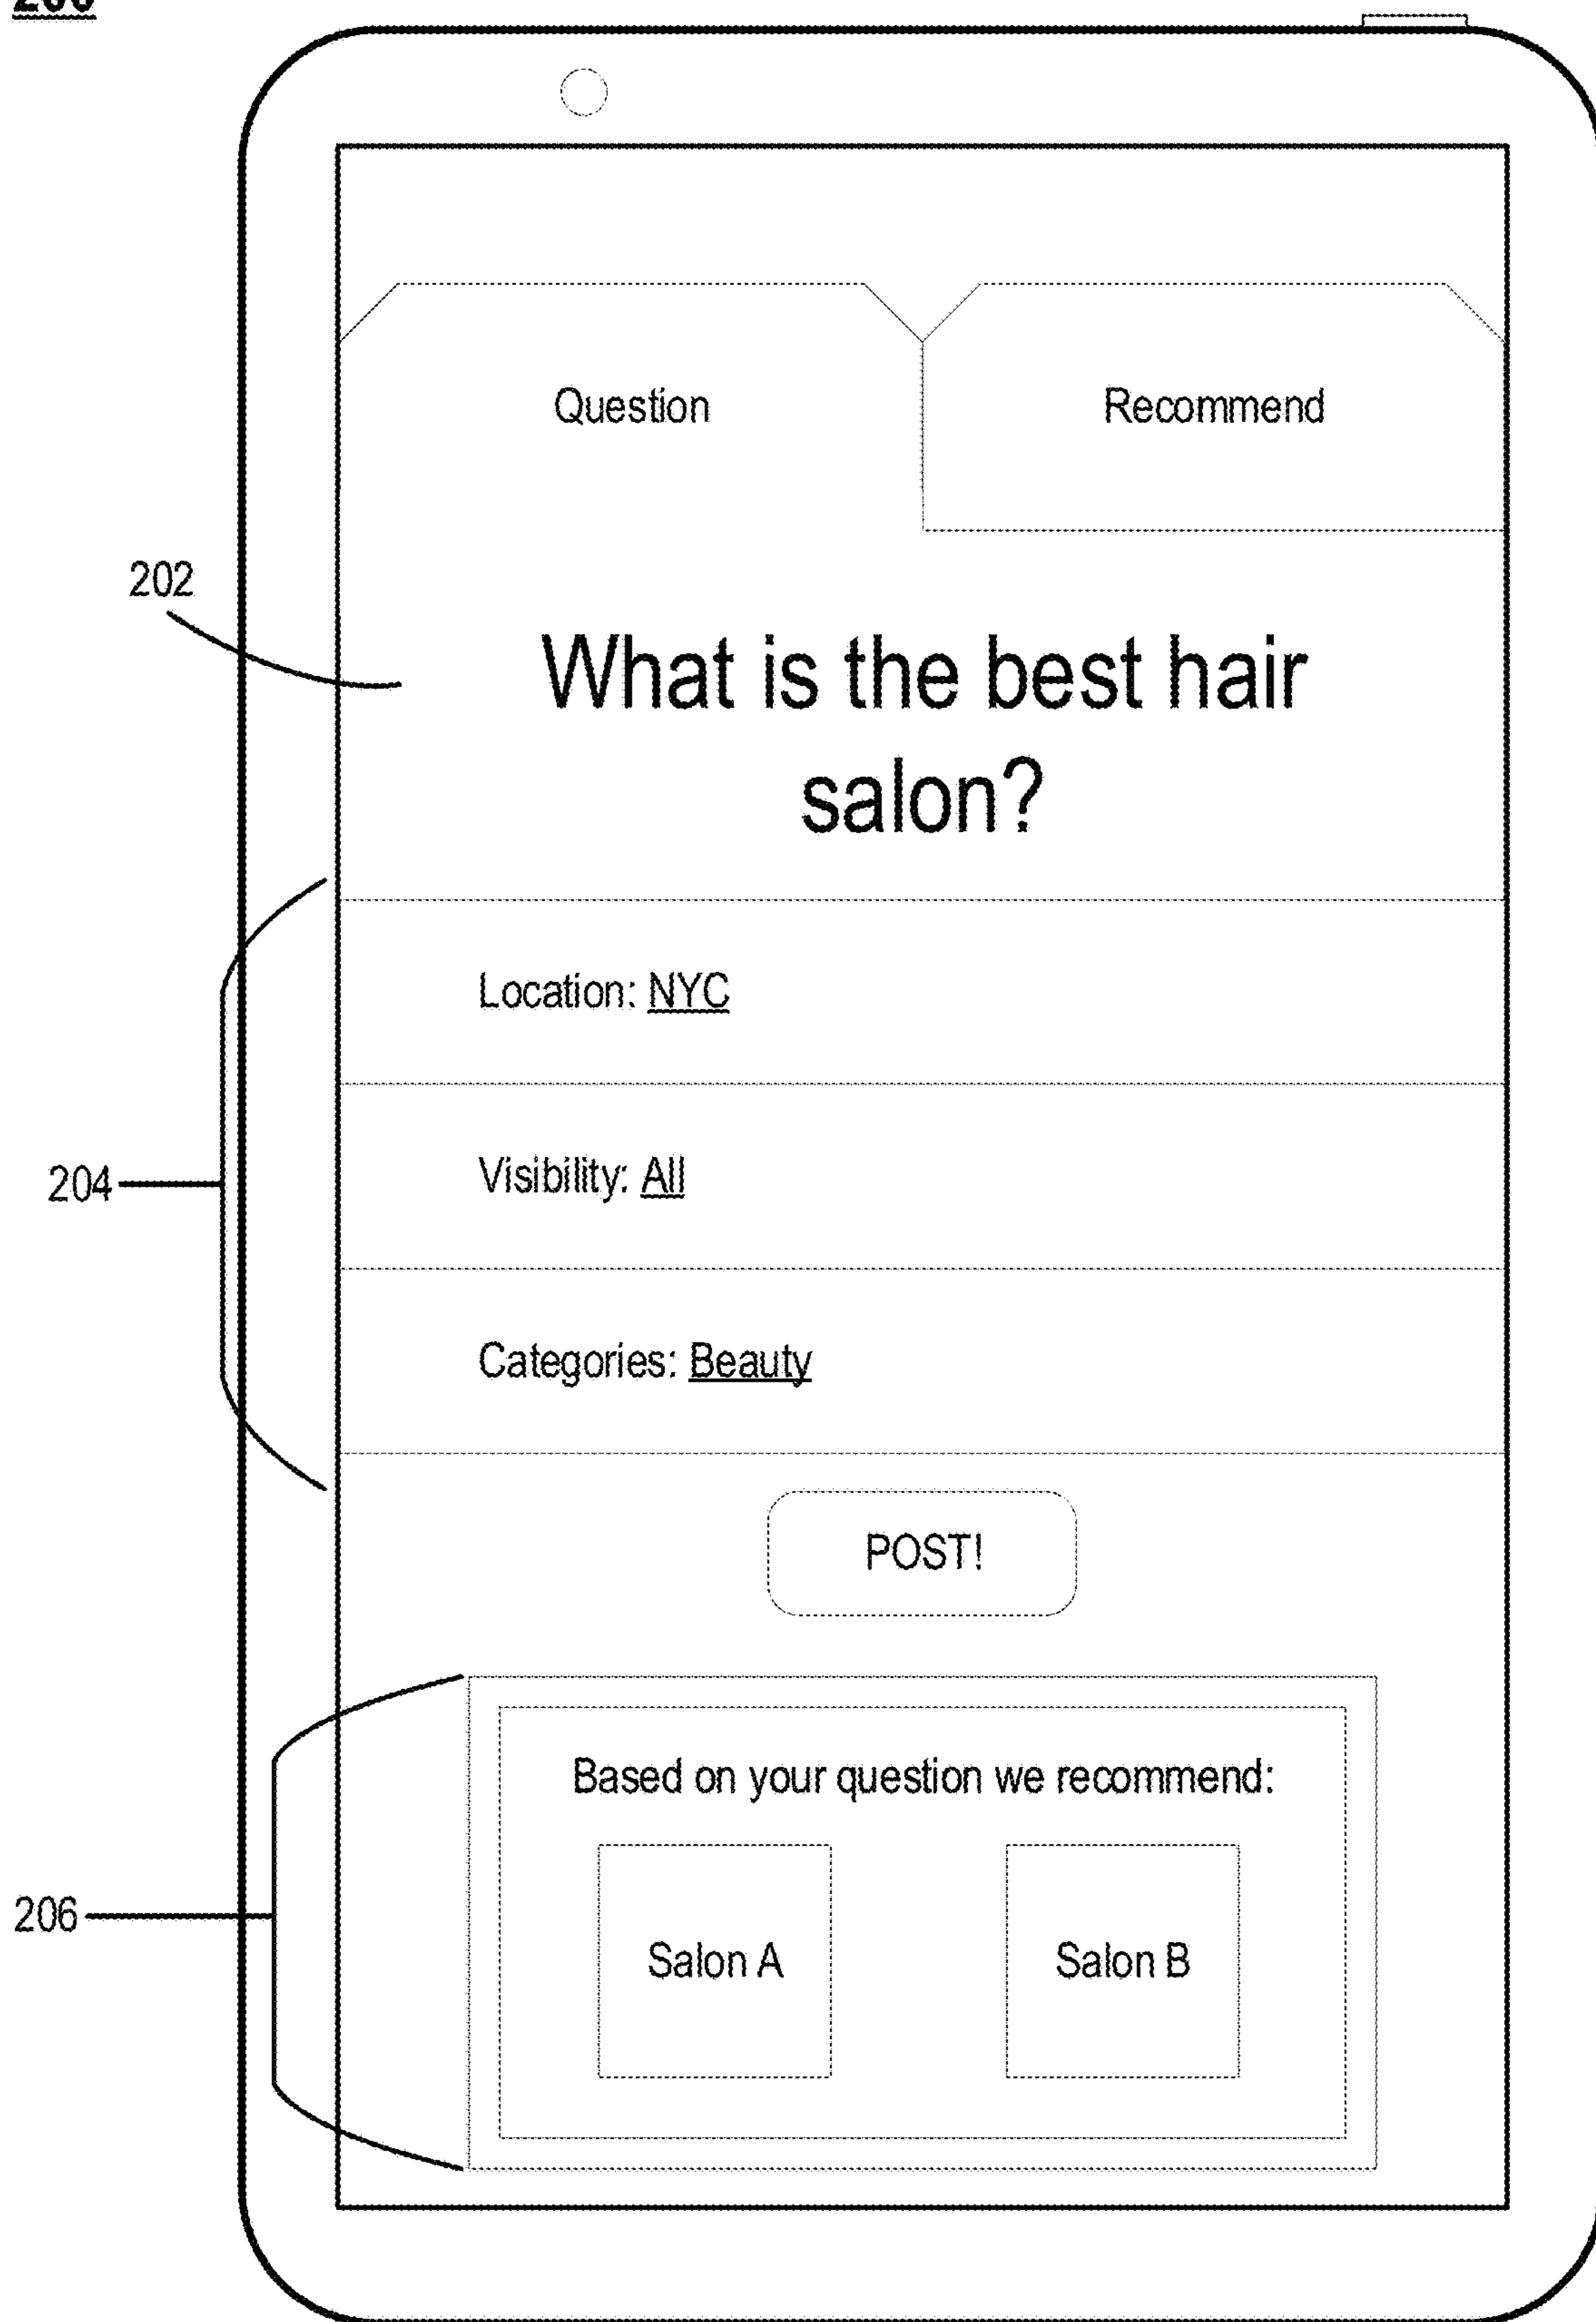 Question
Recommend
202
What is the best hair
salon?
Location: NYC
Visibility: All
204
Categories: Beauty
POST!
Based on your question we recommend:
206
Salon A
Salon B